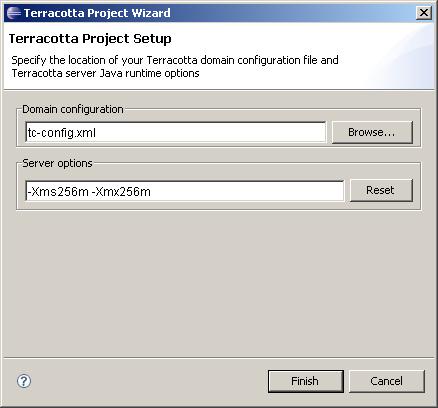 Terracotta Project Wizard
Terracotta Project Setup
Specify the location of your Terracotta domain configuration file and
Terracotta server Java runtime options
Domain configuration
tc-config.xml
Browse...
Server options
-Xms256m -Xmx256m
Reset
?
Finish
Cancel